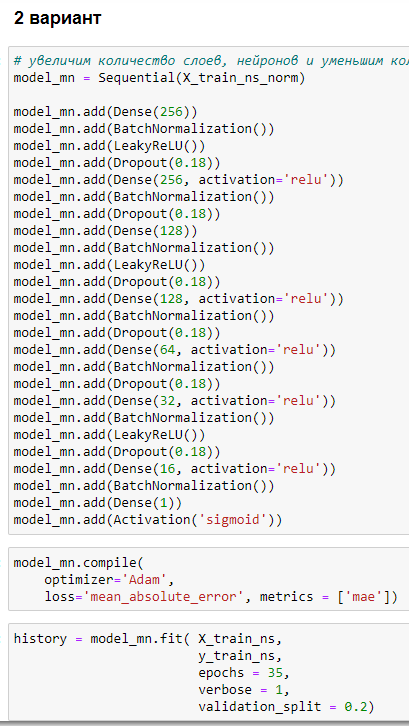 2 вариант
# увеличим количество слоев, нейронов и уменьшим
model_mn = Sequential(X_train_ns_norm)
model_mn.add(Dense(256))
model_mn.add(BatchNormalization())
model_mn.add(LeakyReLU())
model_mn.add(Dropout(0.18))
model_mn.add(Dense(256, activation='relu'))
model_mn.add(BatchNormalization())
model_mn.add(Dropout(0.18))
model_mn.add(Dense(128))
model_mn.add(BatchNormalization())
model_mn.add(LeakyReLU())
model_mn.add(Dropout(0.18))
model_mn.add(Dense(128, activation='relu'))
model_mn.add(BatchNormalization())
model_mn.add(Dropout(0.18))
model_mn.add(Dense(64, activation='relu'))
model_mn.add(BatchNormalization())
model_mn.add(Dropout(0.18))
model_mn.add(Dense(32, activation='relu'))
model_mn.add(BatchNormalization())
model_mn.add(LeakyReLU())
model_mn.add(Dropout(0.18))
model_mn.add(Dense(16, activation='relu'))
model_mn.add(BatchNormalization())
model_mn.add(Dense(1))
model_mn.add(Activation('sigmoid'))
model_mn.compile(
optimizer='Adam',
loss='mean_absolute_error', metrics = ['mae'])
history = model_mn.fit( X_train_ns,
y_train_ns,
epochs = 35,
verbose = 1,
validation_split = 0.2)